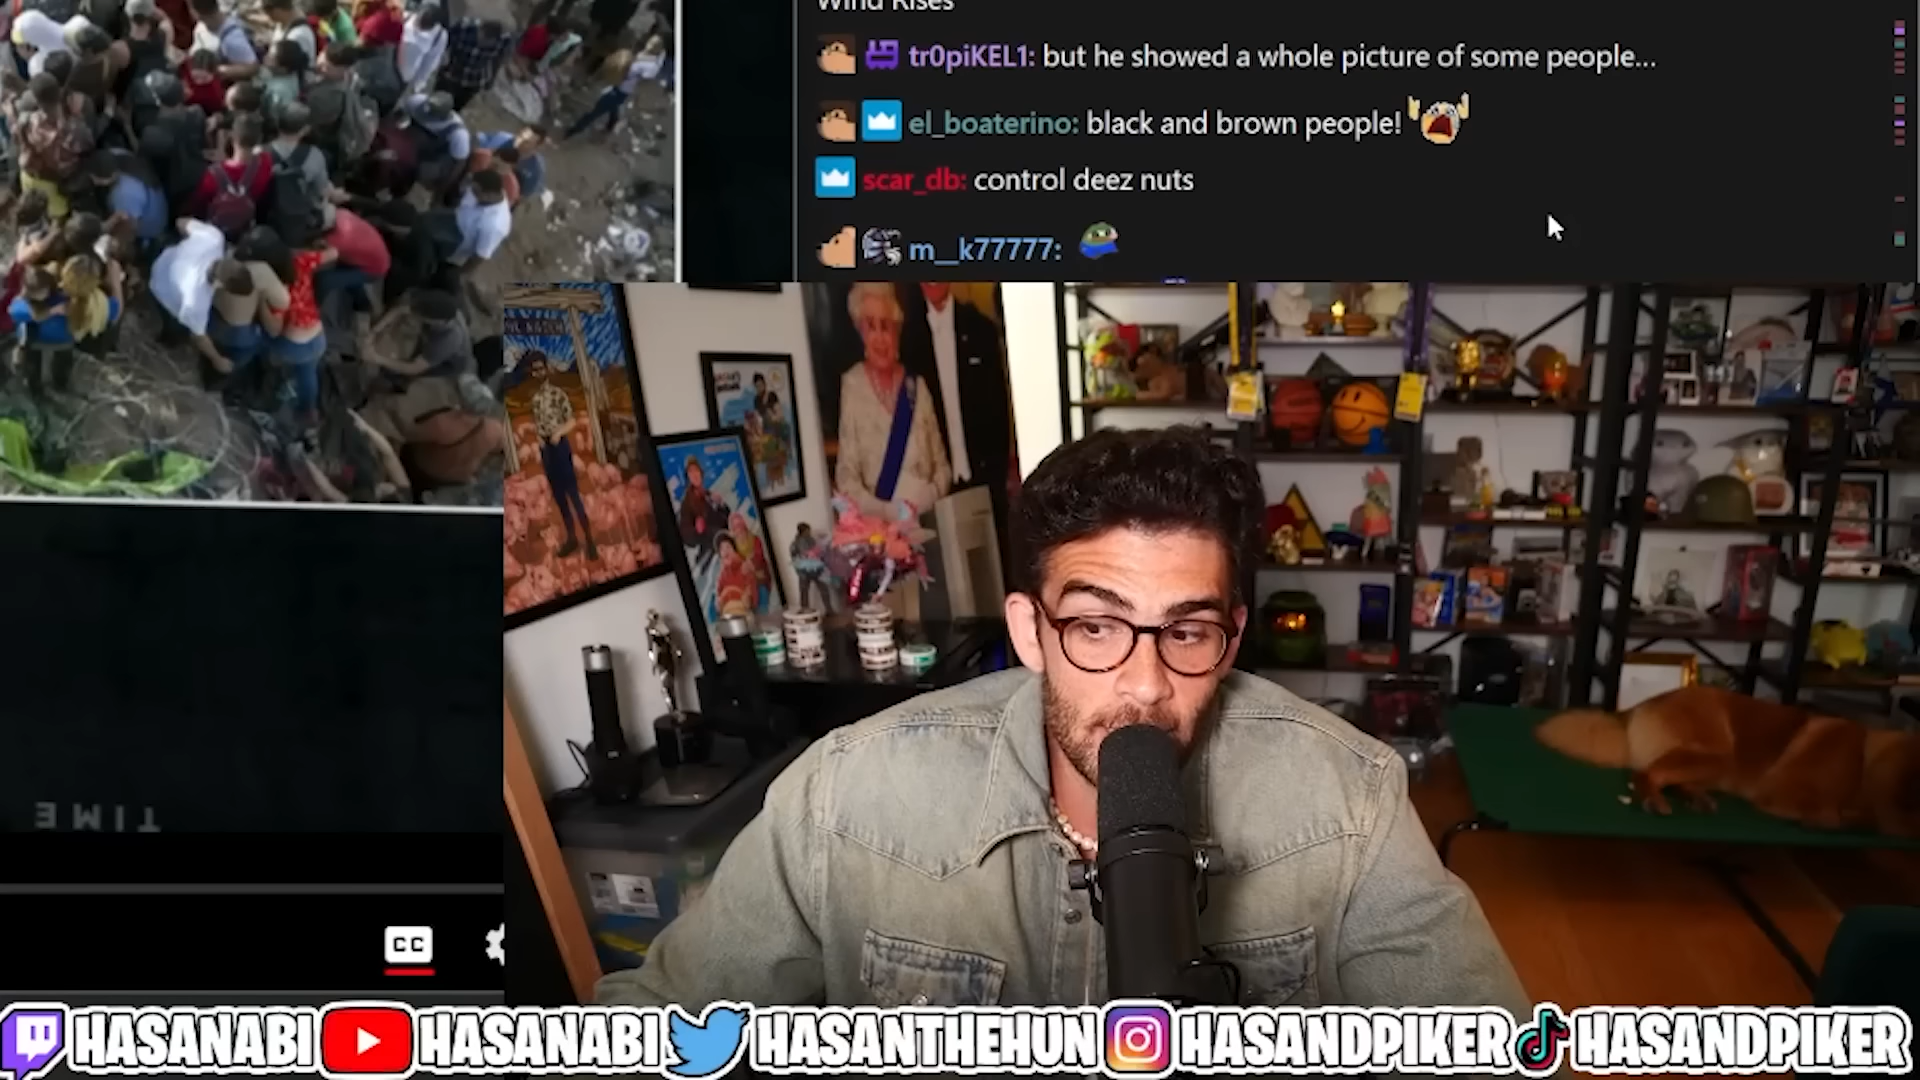 Wind Rises
tr0piKEL1: but he showed a whole picture of some people...
el_boaterino: black and brown people!
scar_db: control deez nuts
m__k77777:
TIME
CC
HASANABI HASANABI HASANTHEHUN HASANDPIKER HASANDPIKER